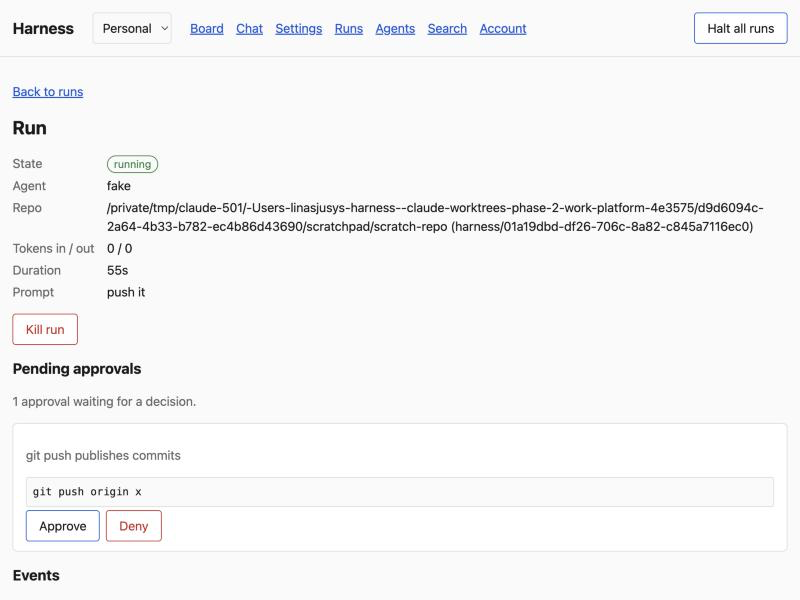 Harness
Personal
Board
Chat
Settings
Runs
Agents
Search
Account
Halt all runs
Back to runs
Run
State running
Agent fake
Repo /private/tmp/claude-501/-Users-linasjusys-harness--claude-worktrees-phase-2-work-platform-4e3575/d9d6094c-
2a64-4b33-b782-ec4b86d43690/scratchpad/scratch-repo (harness/01a19dbd-df26-706c-8a82-c845a7116ec0)
Tokens in / out 0 / 0
Duration 55s
Prompt push it
Kill run
Pending approvals
1 approval waiting for a decision.
git push publishes commits
git push origin x
Approve
Deny
Events